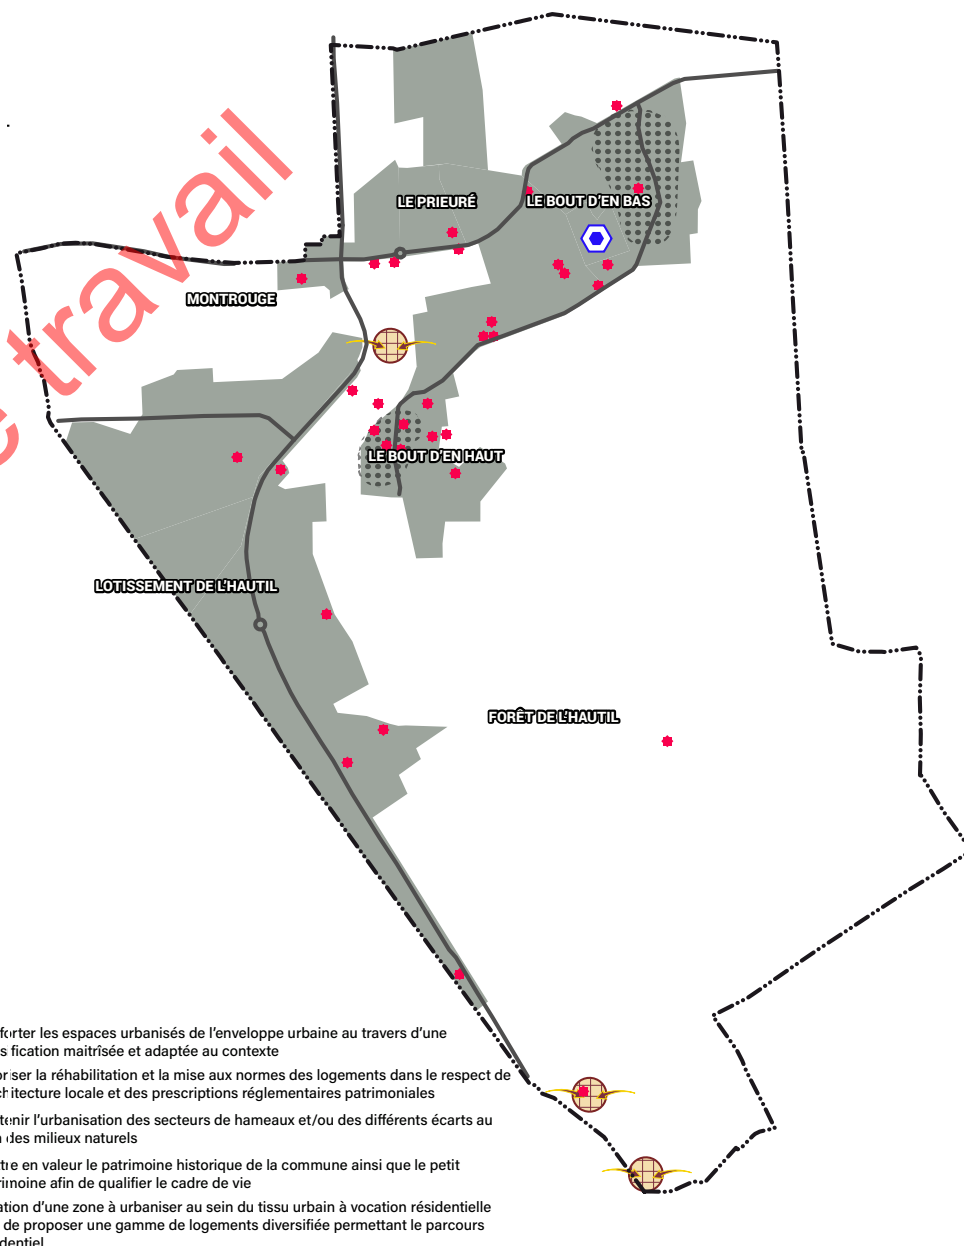 travail
LE PRIEURÉ
LE BOUT D'EN BAS
MONTROUGE
LE BOUT D'EN HAUT
LOTISSEMENT DE L'HAUTIL
FORÊT DE L'HAUTIL
forter les espaces urbanisés de l'enveloppe urbaine au travers d'une
fication maitrîsée et adaptée au contexte
riser la réhabilitation et la mise aux normes des logements dans le respect de
chitecture locale et des prescriptions réglementaires patrimoniales
tenir l'urbanisation des secteurs de hameaux et/ou des différents écarts au
des milieux naturels
tre en valeur le patrimoine historique de la commune ainsi que le petit
rimoine afin de qualifier le cadre de vie
ation d'une zone à urbaniser au sein du tissu urbain à vocation résidentielle
de proposer une gamme de logements diversifiée permettant le parcours
dentiel